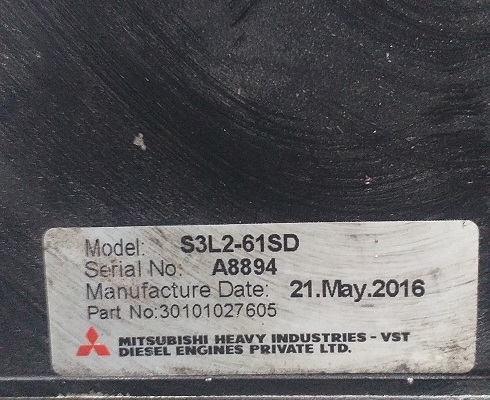 Model: S3L2-61SD
Serial No: A8894
Manufacture Date: 21.May.2016
Part No:30101027605
MITSUBISHI HEAVY INDUSTRIES - VST
DIESEL ENGINES PRIVATE LTD.